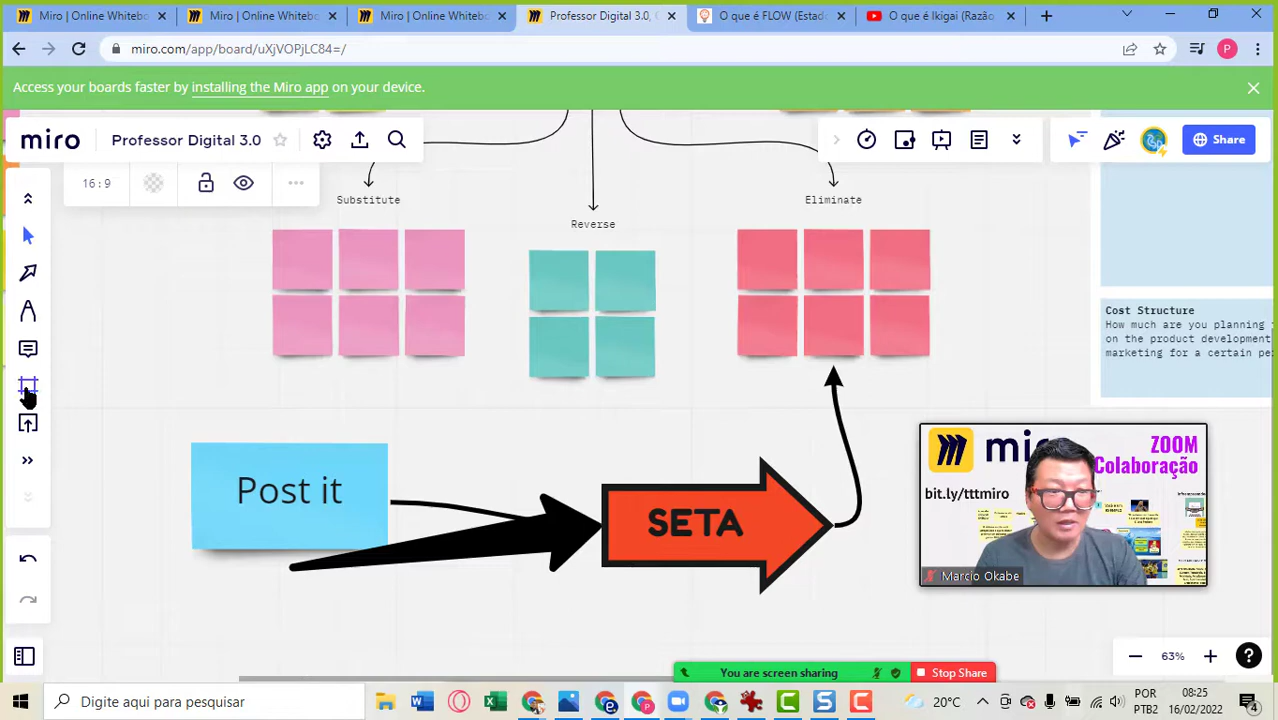 Miro | Online Whitebo
Miro | Online Whitebo
Miro | Online Whitebo
Professor Digital 3.0,
O que é FLOW (Estad
O que é Ikigai (Razão
miro.com/app/board/uXjVOPjLC84=/
P
Access your boards faster by installing the Miro app on your device.
miro
Professor Digital 3.0
Share
16:9
Substitute
Reverse
Eliminate
Cost Structure
How much are you planning
on the product development
marketing for a certain pe
Post it
SETA
miro
ZOOM
Colaboração
bit.ly/tttmiro
Marcio Okabe
63%
You are screen sharing
Stop Share
Digite aqui para pesquisar
20°C
POR
PTB2
08:25
16/02/2022
4